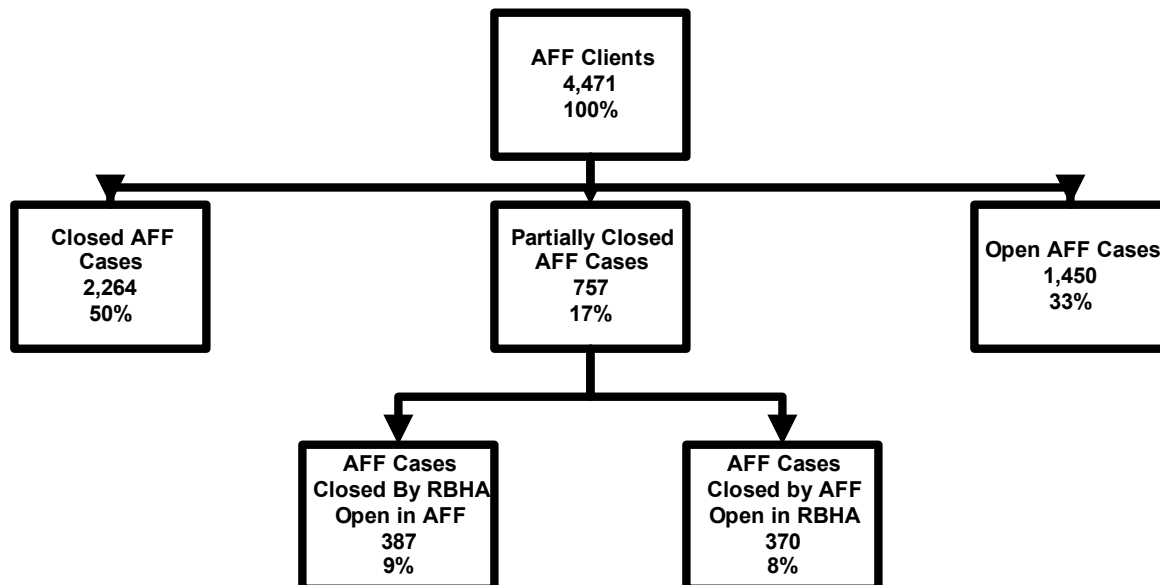 AFF Clients
4,471
100%
Closed AFF
Cases
2,264
50%
Partially Closed
AFF Cases
757
17%
Open AFF Cases
1,450
33%
AFF Cases
Closed By RBHA
Open in AFF
387
9%
AFF Cases
Closed by AFF
Open in RBHA
370
8%